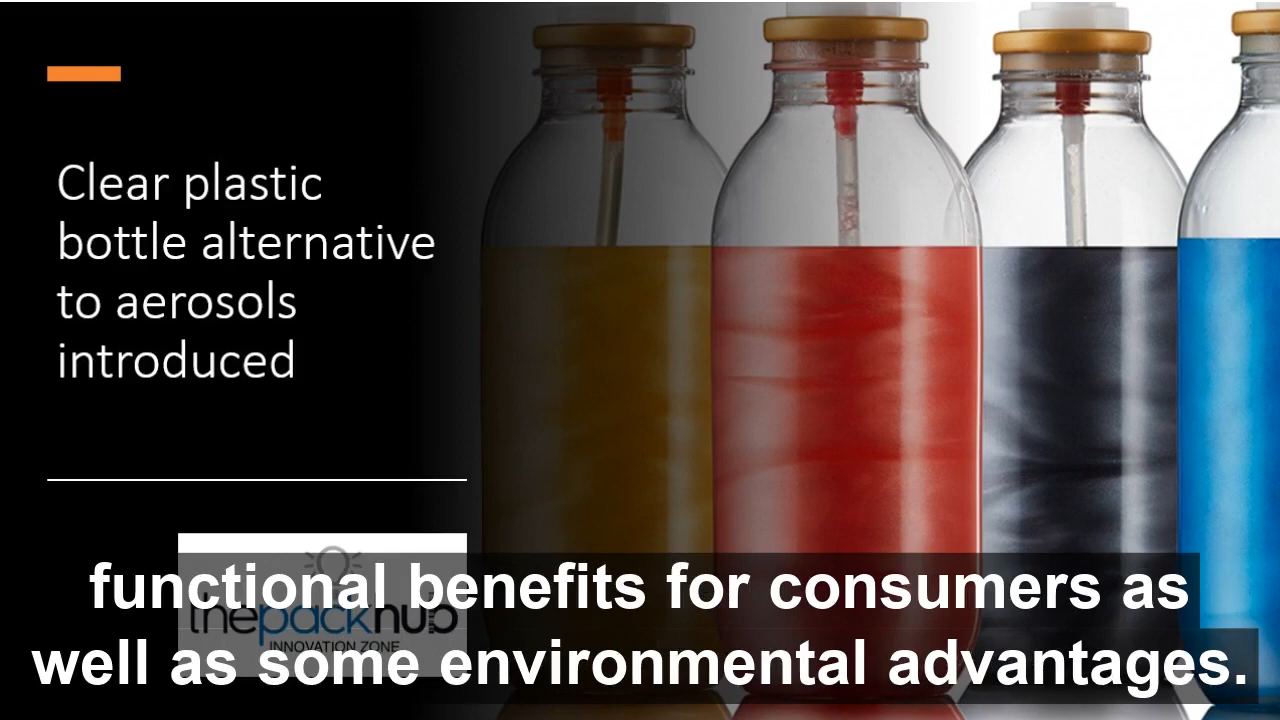 Clear plastic
bottle alternative
to aerosols
introduced
thepackhub
INNOVATION ZONE
functional benefits for consumers as
well as some environmental advantages.